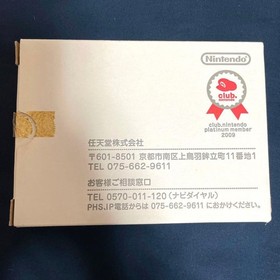 Nintendo
club.
nintendo
club.nintendo
platinum member
2009
任天堂株式会社
〒601-8501 京都市南区上鳥羽鉾立町11番地1
TEL 075-662-9611
お客様ご相談窓口
TEL 0570-011-120（ナビダイヤル）
PHS、IP電話からは 075-662-9611 におかけください。